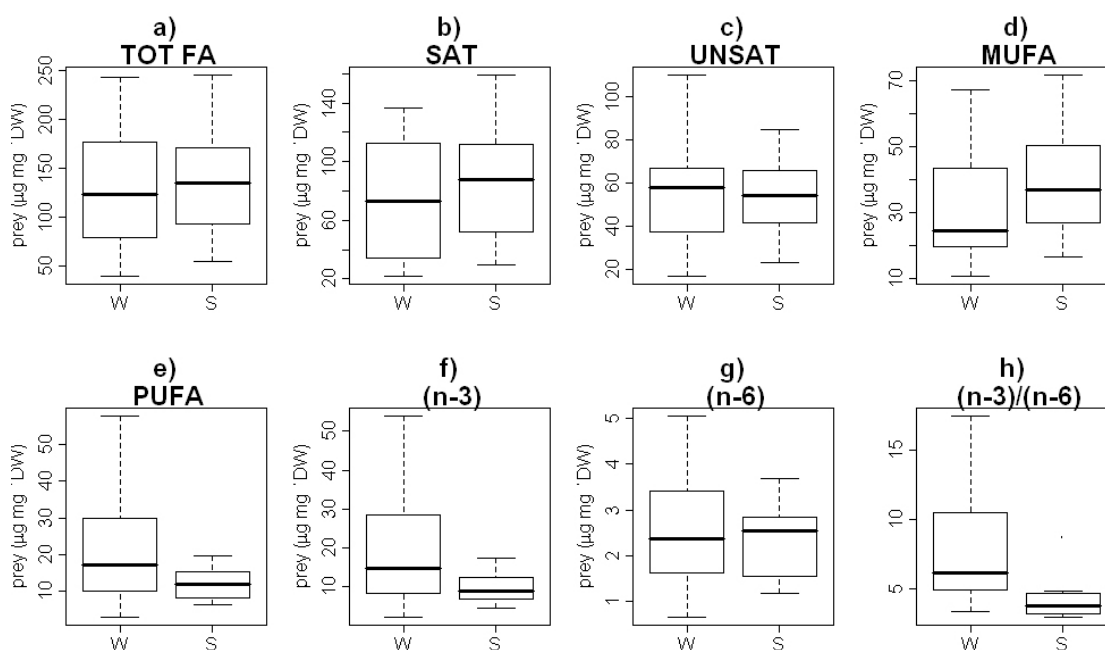 a)
TOT FA
prey (µg mg ˙DW)
250
200
150
100
50
W S
b)
SAT
prey (µg mg ˙DW)
140
100
60
20
W S
c)
UNSAT
prey (µg mg ˙DW)
100
80
60
40
20
W S
d)
MUFA
prey (µg mg ˙DW)
70
50
30
10
W S
e)
PUFA
prey (µg mg ˙DW)
50
40
30
20
10
W S
f)
(n-3)
prey (µg mg ˙DW)
50
40
30
20
10
W S
g)
(n-6)
prey (µg mg ˙DW)
5
4
3
2
1
W S
h)
(n-3)/(n-6)
15
10
5
W S